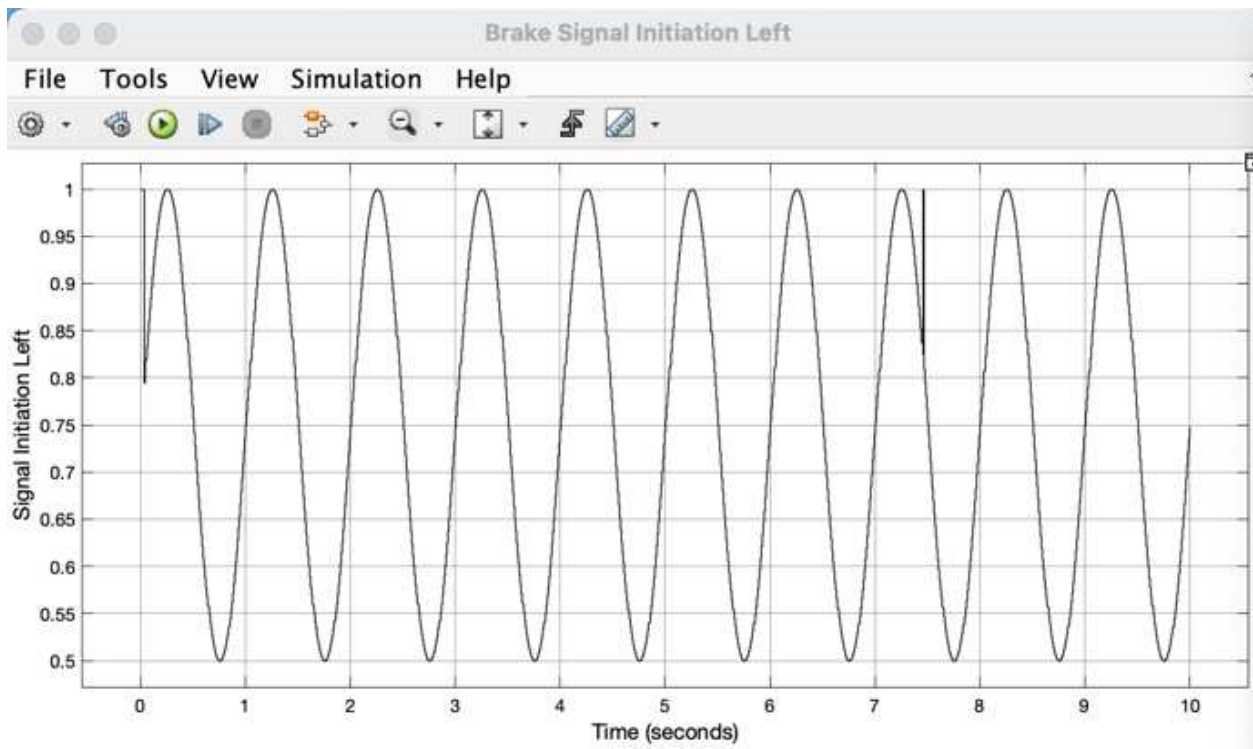 Brake Signal Initiation Left
File Tools View Simulation Help
1
0.95
0.9
0.85
0.8
0.75
0.7
0.65
0.6
0.55
0.5
Signal Initiation Left
0 1 2 3 4 5 6 7 8 9 10
Time (seconds)